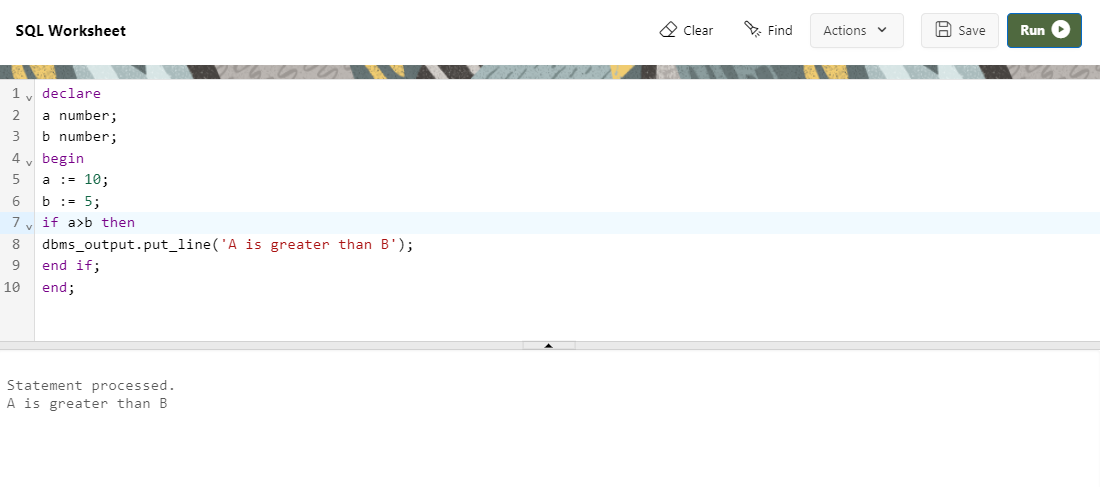 SQL Worksheet Clear Find Actions Save Run
1 declare
2 a number;
3 b number;
4 begin
5 a := 10;
6 b := 5;
7 if a>b then
8 dbms_output.put_line('A is greater than B');
9 end if;
10 end;
Statement processed.
A is greater than B